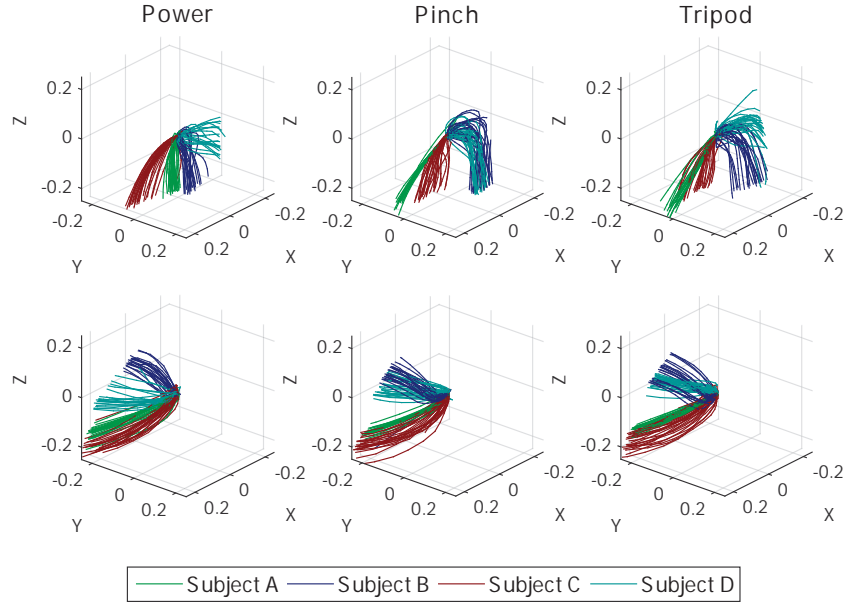 Power Pinch Tripod
0.2 0.2 0.2
Z Z Z
0 0 0
-0.2 -0.2 -0.2
-0.2 -0.2 -0.2 -0.2 -0.2 -0.2
0 0 0 0 0 0
0.2 0.2 0.2 0.2 0.2 0.2
Y X Y X Y X
0.2 0.2 0.2
Z Z Z
0 0 0
-0.2 -0.2 -0.2
-0.2 -0.2 -0.2 -0.2 -0.2 -0.2
0 0 0 0 0 0
0.2 0.2 0.2 0.2 0.2 0.2
Y X Y X Y X
Subject A Subject B Subject C Subject D